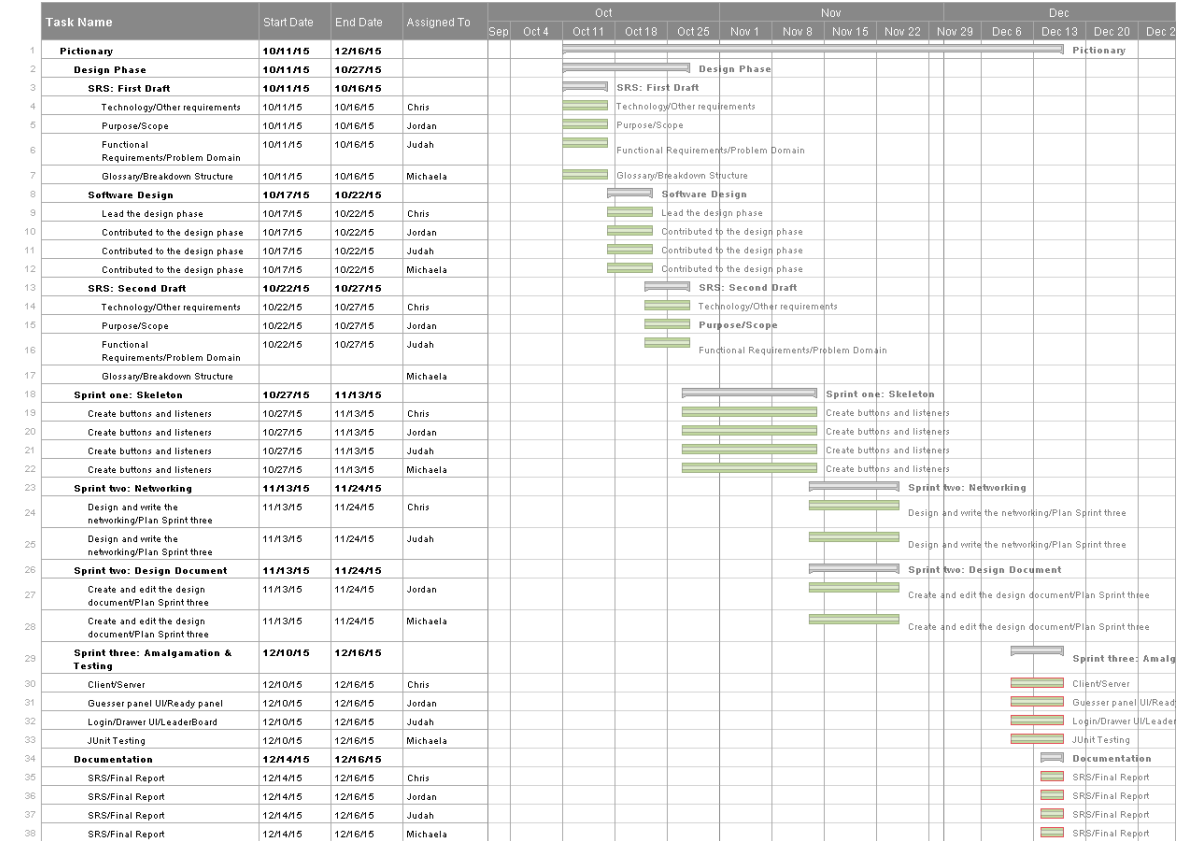 Oct Nov Dec
Task Name Start Date End Date Assigned To Sep Oct 4 Oct 11 Oct 18 Oct 25 Nov 1 Nov 8 Nov 15 Nov 22 Nov 29 Dec 6 Dec 13 Dec 20 Dec 2
1 Pictionary 10/11/15 12/16/15 Pictionary
2 Design Phase 10/11/15 10/27/15 Design Phase
3 SRS: First Draft 10/11/15 10/16/15 SRS: First Draft
4 Technology/Other requirements 10/11/15 10/16/15 Chris Technology/Other requirements
5 Purpose/Scope 10/11/15 10/16/15 Jordan Purpose/Scope
6 Functional 10/11/15 10/16/15 Judah Functional Requirements/Problem Domain
Requirements/Problem Domain
7 Glossary/Breakdown Structure 10/11/15 10/16/15 Michaela Glossary/Breakdown Structure
8 Software Design 10/17/15 10/22/15 Software Design
9 Lead the design phase 10/17/15 10/22/15 Chris Lead the design phase
10 Contributed to the design phase 10/17/15 10/22/15 Jordan Contributed to the design phase
11 Contributed to the design phase 10/17/15 10/22/15 Judah Contributed to the design phase
12 Contributed to the design phase 10/17/15 10/22/15 Michaela Contributed to the design phase
13 SRS: Second Draft 10/22/15 10/27/15 SRS: Second Draft
14 Technology/Other requirements 10/22/15 10/27/15 Chris Technology/Other requirements
15 Purpose/Scope 10/22/15 10/27/15 Jordan Purpose/Scope
16 Functional 10/22/15 10/27/15 Judah Functional Requirements/Problem Domain
Requirements/Problem Domain
17 Glossary/Breakdown Structure Michaela
18 Sprint one: Skeleton 10/27/15 11/13/15 Sprint one: Skeleton
19 Create buttons and listeners 10/27/15 11/13/15 Chris Create buttons and listeners
20 Create buttons and listeners 10/27/15 11/13/15 Jordan Create buttons and listeners
21 Create buttons and listeners 10/27/15 11/13/15 Judah Create buttons and listeners
22 Create buttons and listeners 10/27/15 11/13/15 Michaela Create buttons and listeners
23 Sprint two: Networking 11/13/15 11/24/15 Sprint two: Networking
24 Design and write the 11/13/15 11/24/15 Chris Design and write the networking/Plan Sprint three
networking/Plan Sprint three
25 Design and write the 11/13/15 11/24/15 Judah Design and write the networking/Plan Sprint three
networking/Plan Sprint three
26 Sprint two: Design Document 11/13/15 11/24/15 Sprint two: Design Document
27 Create and edit the design 11/13/15 11/24/15 Jordan Create and edit the design document/Plan Sprint three
document/Plan Sprint three
28 Create and edit the design 11/13/15 11/24/15 Michaela Create and edit the design document/Plan Sprint three
document/Plan Sprint three
29 Sprint three: Amalgamation & 12/10/15 12/16/15 Sprint three: Amalg
Testing
30 Client/Server 12/10/15 12/16/15 Chris Client/Server
31 Guesser panel UI/Ready panel 12/10/15 12/16/15 Jordan Guesser panel UI/Read
32 Login/Drawer UI/LeaderBoard 12/10/15 12/16/15 Judah Login/Drawer UI/Leader
33 JUnit Testing 12/10/15 12/16/15 Michaela JUnit Testing
34 Documentation 12/14/15 12/16/15 Documentation
35 SRS/Final Report 12/14/15 12/16/15 Chris SRS/Final Report
36 SRS/Final Report 12/14/15 12/16/15 Jordan SRS/Final Report
37 SRS/Final Report 12/14/15 12/16/15 Judah SRS/Final Report
38 SRS/Final Report 12/14/15 12/16/15 Michaela SRS/Final Report